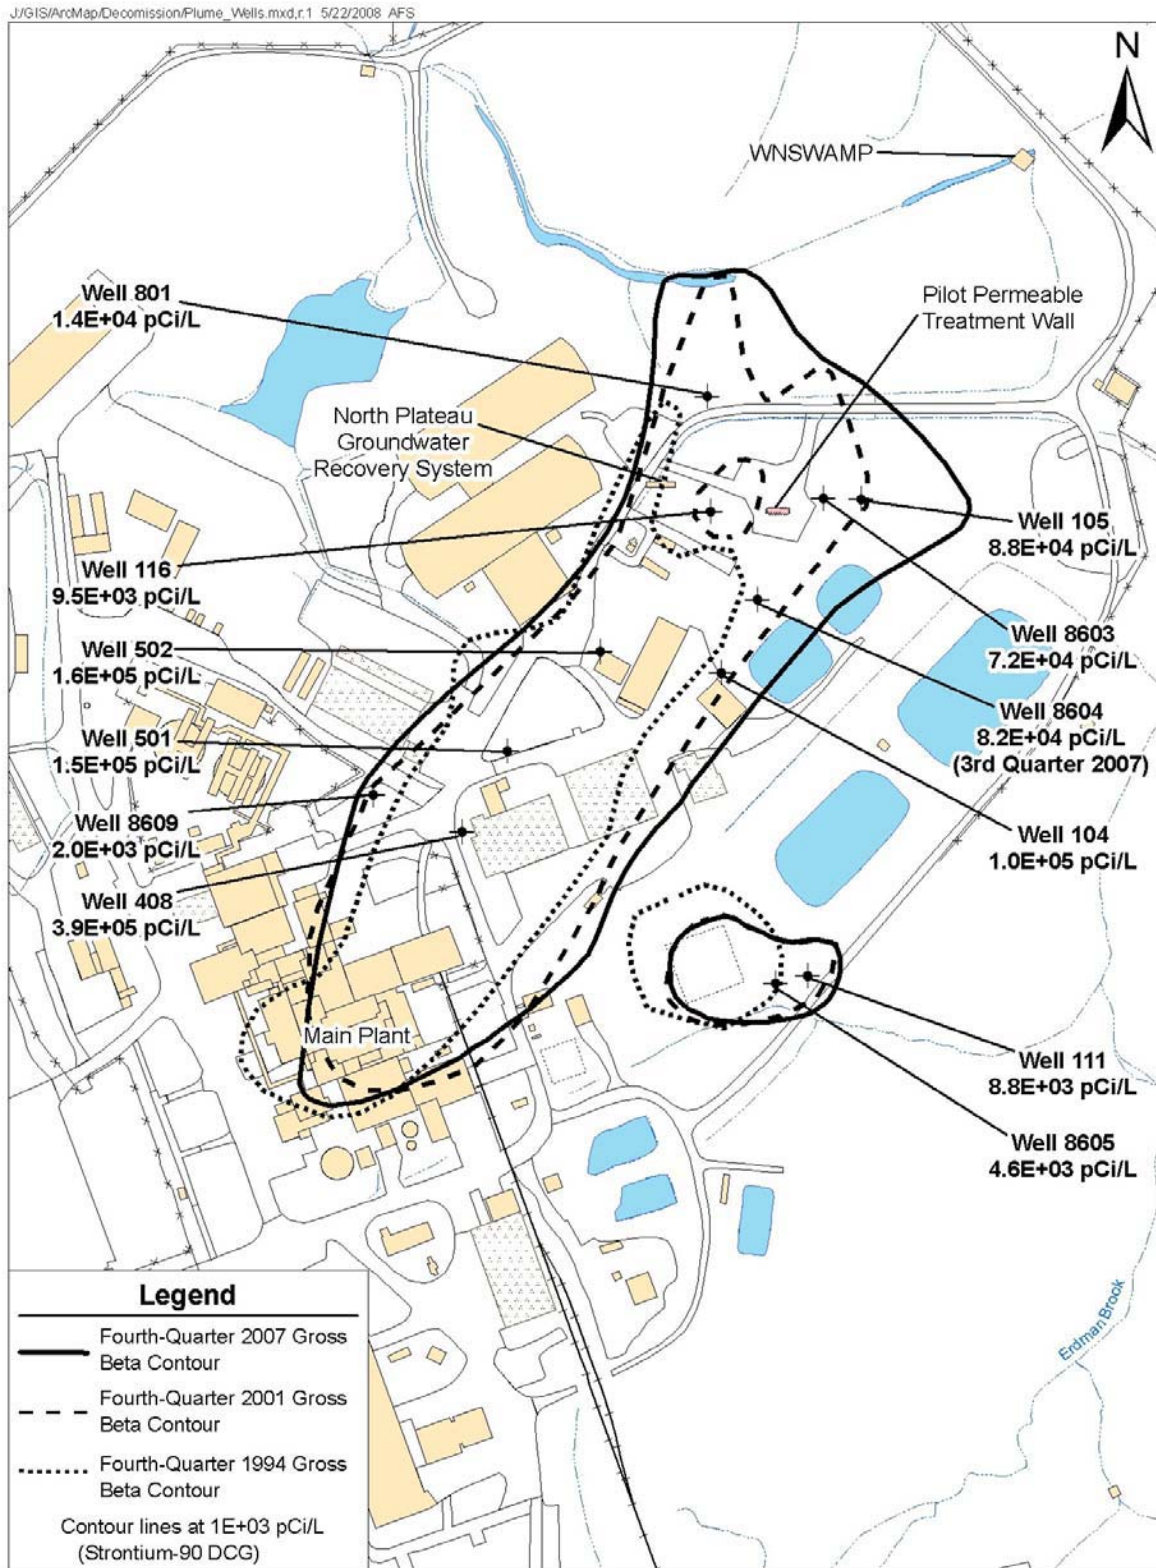 J:/GIS/ArcMap/Decomission/Plume_Wells.mxd,r.1 5/22/2008 AFS
N
WNSWAMP
Well 801
1.4E+04 pCi/L
Pilot Permeable
Treatment Wall
North Plateau
Groundwater
Recovery System
Well 105
8.8E+04 pCi/L
Well 116
9.5E+03 pCi/L
Well 8603
7.2E+04 pCi/L
Well 502
1.6E+05 pCi/L
Well 8604
8.2E+04 pCi/L
(3rd Quarter 2007)
Well 501
1.5E+05 pCi/L
Well 8609
2.0E+03 pCi/L
Well 104
1.0E+05 pCi/L
Well 408
3.9E+05 pCi/L
Main Plant
Well 111
8.8E+03 pCi/L
Well 8605
4.6E+03 pCi/L
Erdman Brook
Legend
Fourth-Quarter 2007 Gross
Beta Contour
Fourth-Quarter 2001 Gross
Beta Contour
Fourth-Quarter 1994 Gross
Beta Contour
Contour lines at 1E+03 pCi/L
(Strontium-90 DCG)